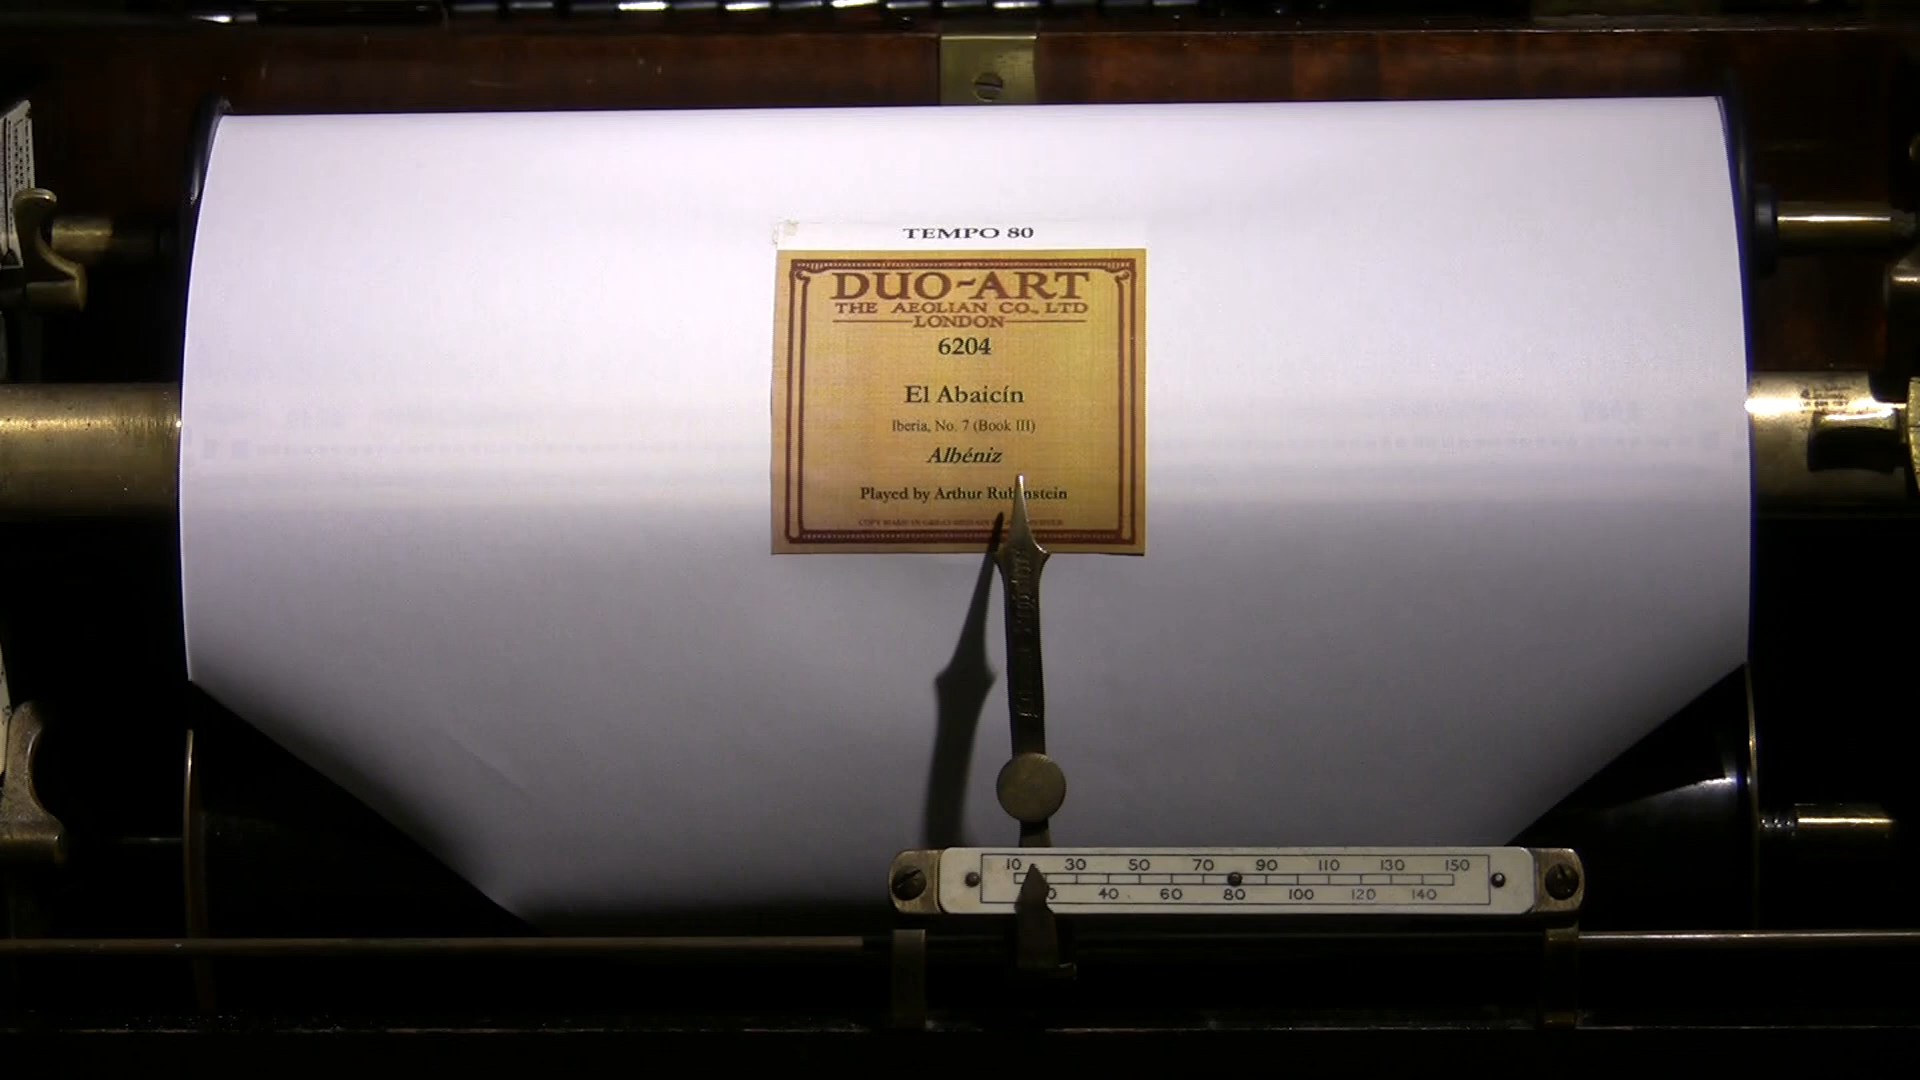 TEMPO 80
DUO-ART
THE AEOLIAN CO., LTD
LONDON
6204
El Abaicín
Iberia, No. 7 (Book III)
Albéniz
Played by Arthur Rubinstein
10 30 50 70 90 110 130 150
40 60 80 100 120 140